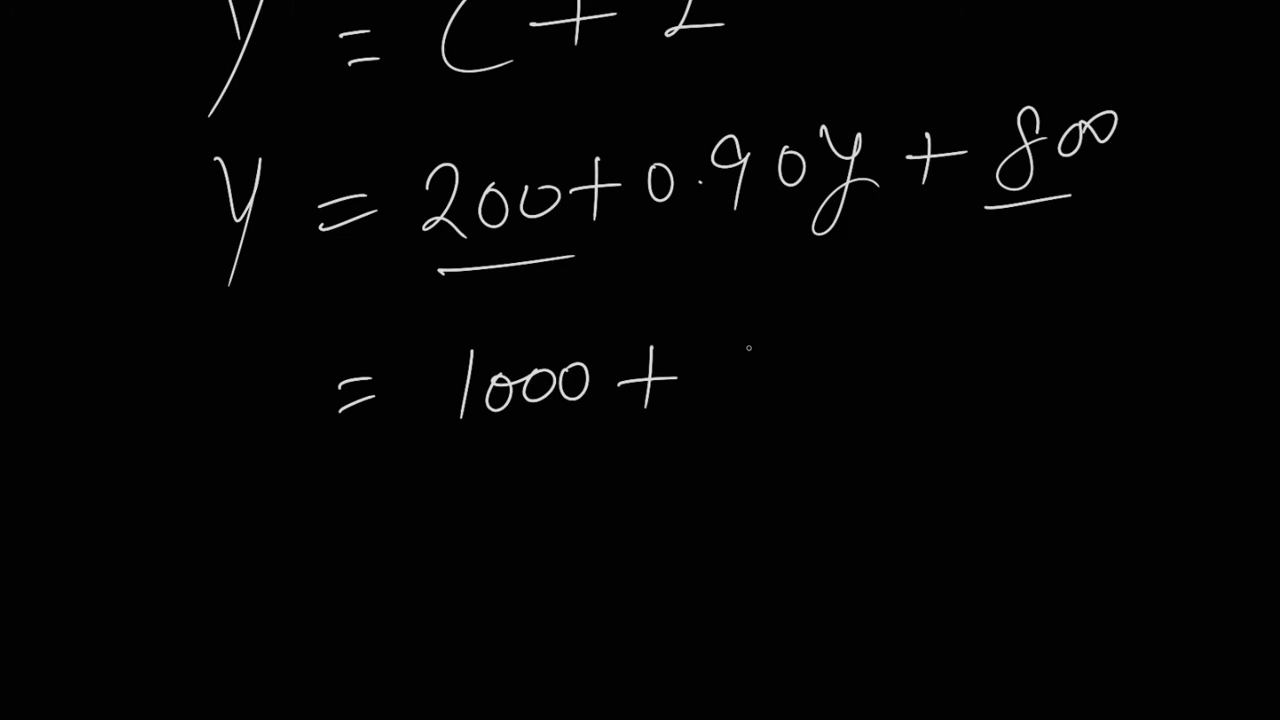 y = C + I
y = 200 + 0.90y + 800
= 1000 +